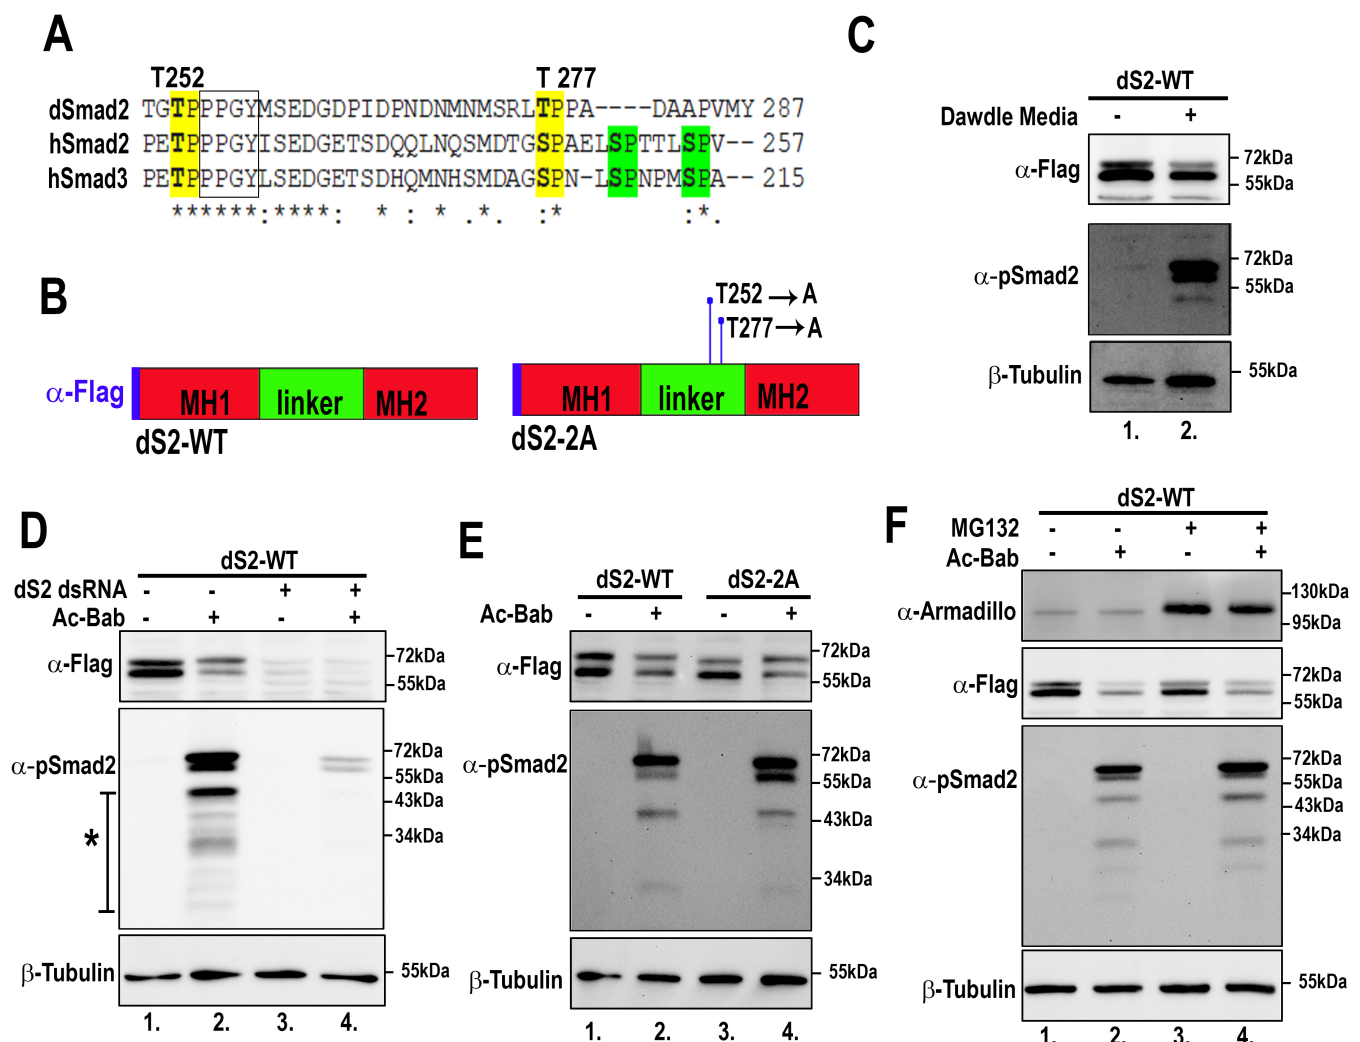 A
T252 T 277
dSmad2 TGTPPPGYMSEDGDPIDPNDNMNMSRLTPPA----DAAPVMY 287
hSmad2 PETPPPGYISEDGETSDQQLNQSMDTGSPAELSPTTLSPV-- 257
hSmad3 PETPPPGYLSEDGETSDHQMNHSMDAGSPN-LSPNPMSPA-- 215
******:****: * : * .*. :* :*.
B
T252→A
T277→A
α-Flag MH1 linker MH2 MH1 linker MH2
dS2-WT dS2-2A
C
dS2-WT
Dawdle Media - +
α-Flag 72kDa
55kDa
α-pSmad2 72kDa
55kDa
β-Tubulin 55kDa
1. 2.
D
dS2-WT
dS2 dsRNA - - + +
Ac-Bab - + - +
α-Flag 72kDa
55kDa
α-pSmad2 72kDa
55kDa
43kDa
* 34kDa
β-Tubulin 55kDa
1. 2. 3. 4.
E
dS2-WT dS2-2A
Ac-Bab - + - +
α-Flag 72kDa
55kDa
α-pSmad2 72kDa
55kDa
43kDa
34kDa
β-Tubulin 55kDa
1. 2. 3. 4.
F
dS2-WT
MG132 - - + +
Ac-Bab - + - +
α-Armadillo 130kDa
95kDa
α-Flag 72kDa
55kDa
α-pSmad2 72kDa
55kDa
43kDa
34kDa
β-Tubulin 55kDa
1. 2. 3. 4.